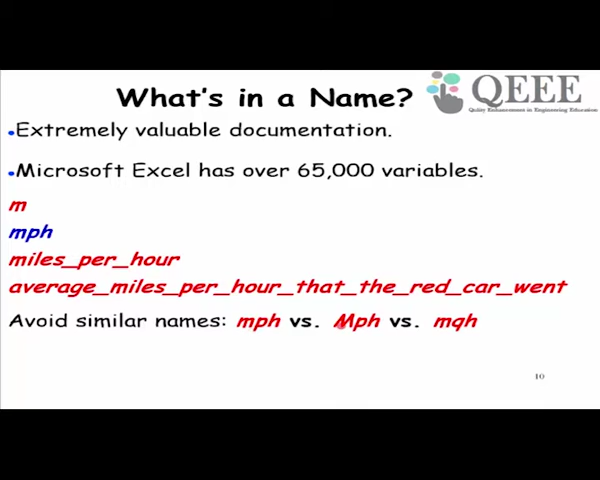 What's in a Name?
QEEE
Quality Enhancements in Engineering Education
•Extremely valuable documentation.
•Microsoft Excel has over 65,000 variables.
m
mph
miles_per_hour
average_miles_per_hour_that_the_red_car_went
Avoid similar names: mph vs. Mph vs. mqh
10